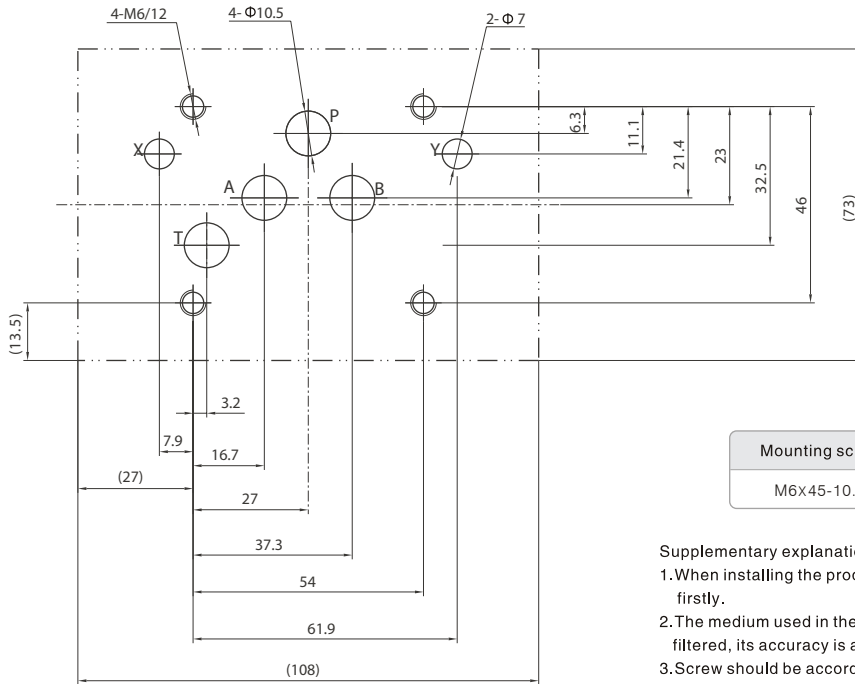 4-M6/12
4-Φ10.5
2-Φ7
P
X
Y
A
B
T
6.3
11.1
21.4
23
32.5
46
(73)
(13.5)
3.2
7.9
16.7
(27)
27
37.3
54
61.9
(108)
Mounting sc
M6x45-10.
Supplementary explanati
1.When installing the prod
firstly.
2.The medium used in the
filtered, its accuracy is a
3.Screw should be accord